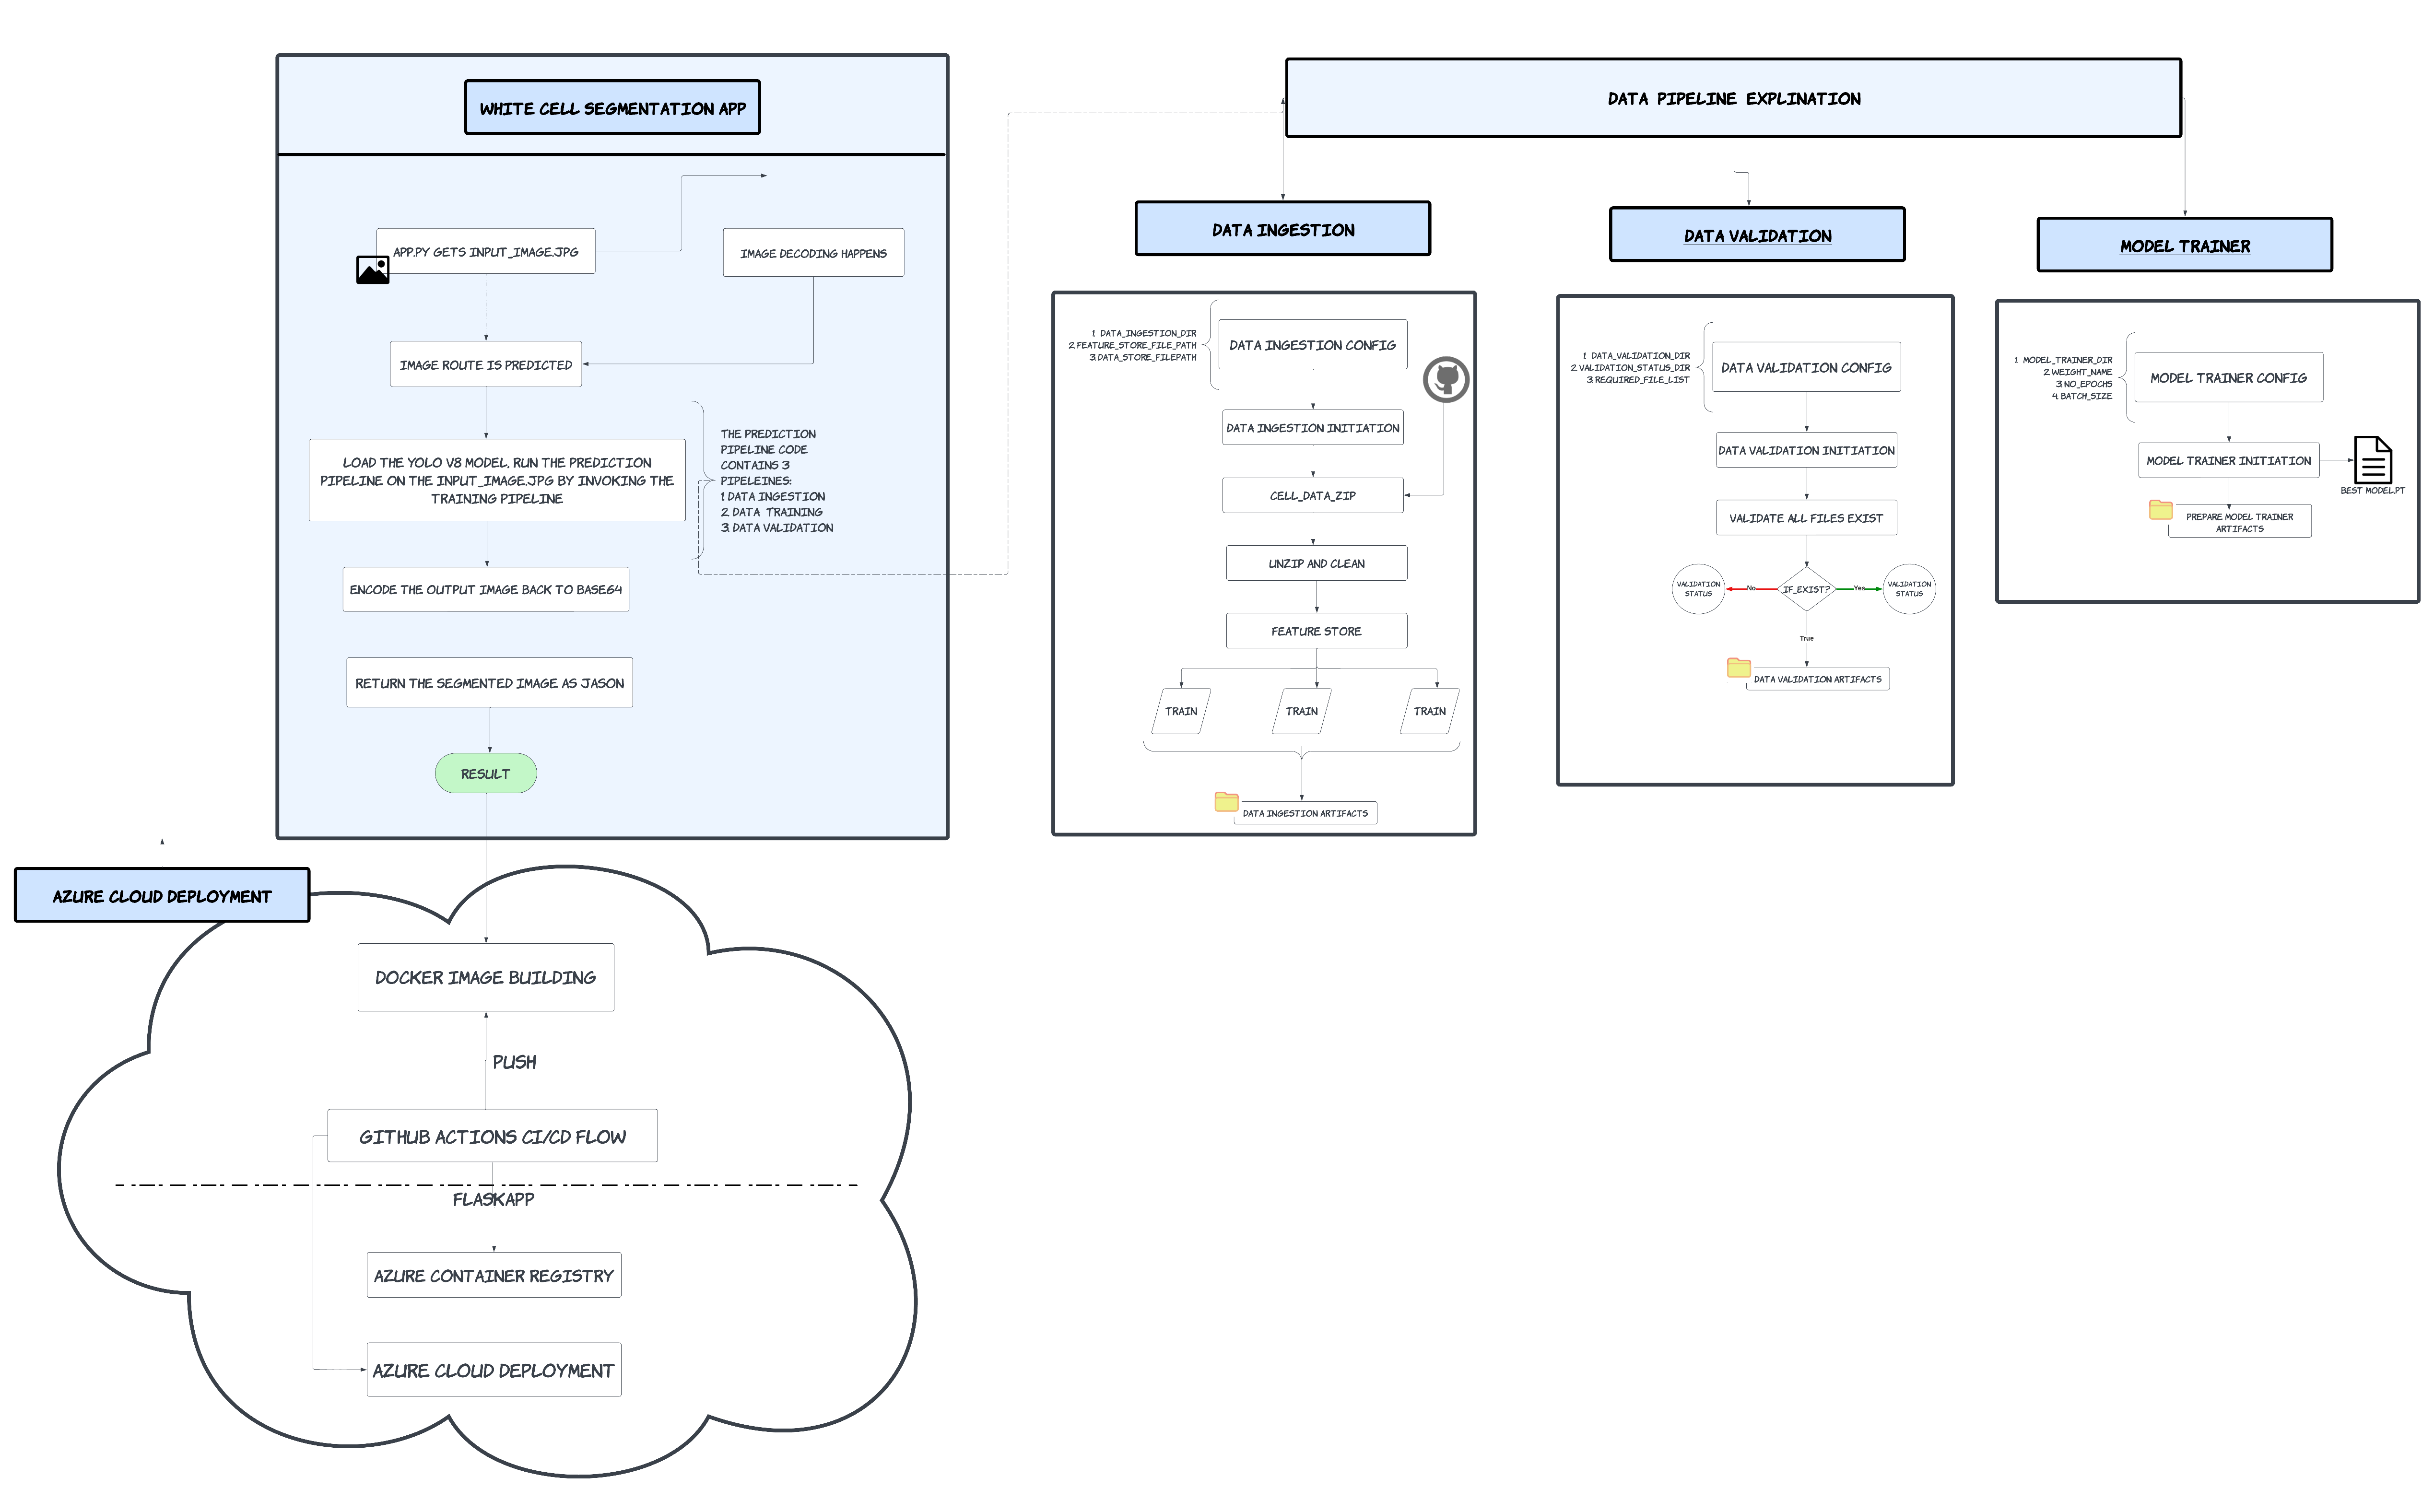 WHITE CELL SEGMENTATION APP
APP.PY GETS INPUT_IMAGE.JPG
IMAGE DECODING HAPPENS
IMAGE ROUTE IS PREDICTED
LOAD THE YOLO V8 MODEL, RUN THE PREDICTION
PIPELINE ON THE INPUT_IMAGE.JPG BY INVOKING THE
TRAINING PIPELINE
THE PREDICTION
PIPELINE CODE
CONTAINS 3
PIPELEINES:
1. DATA INGESTION
2. DATA TRAINING
3. DATA VALIDATION
ENCODE THE OUTPUT IMAGE BACK TO BASE64
RETURN THE SEGMENTED IMAGE AS JASON
RESULT
AZURE CLOUD DEPLOYMENT
DOCKER IMAGE BUILDING
PUSH
GITHUB ACTIONS CI/CD FLOW
FLASKAPP
AZURE CONTAINER REGISTRY
AZURE CLOUD DEPLOYMENT
DATA PIPELINE EXPLINATION
DATA INGESTION
1. DATA_INGESTION_DIR
2. FEATURE_STORE_FILE_PATH
3. DATA_STORE_FILEPATH
DATA INGESTION CONFIG
DATA INGESTION INITIATION
CELL_DATA_ZIP
UNZIP AND CLEAN
FEATURE STORE
TRAIN
TRAIN
TRAIN
DATA INGESTION ARTIFACTS
DATA VALIDATION
1. DATA_VALIDATION_DIR
2. VALIDATION_STATUS_DIR
3. REQUIRED_FILE_LIST
DATA VALIDATION CONFIG
DATA VALIDATION INITIATION
VALIDATE ALL FILES EXIST
VALIDATION
STATUS
No
IF_EXIST?
Yes
VALIDATION
STATUS
True
DATA VALIDATION ARTIFACTS
MODEL TRAINER
1. MODEL_TRAINER_DIR
2. WEIGHT_NAME
3. NO_EPOCHS
4. BATCH_SIZE
MODEL TRAINER CONFIG
MODEL TRAINER INITIATION
BEST MODEL.PT
PREPARE MODEL TRAINER
ARTIFACTS